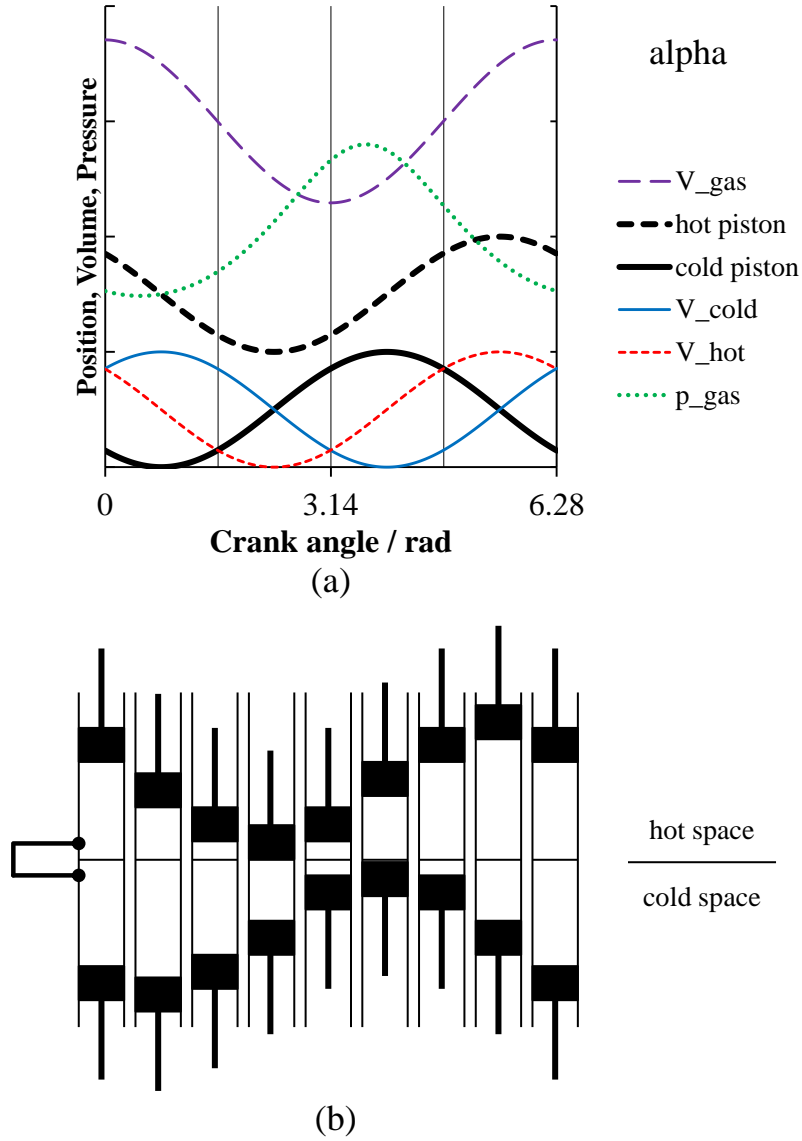 alpha
Position, Volume, Pressure
V_gas
hot piston
cold piston
V_cold
V_hot
p_gas
0 3.14 6.28
Crank angle / rad
(a)
hot space
cold space
(b)